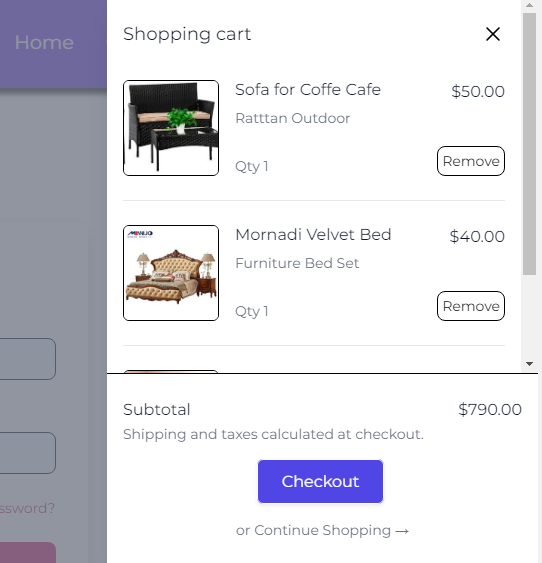 Home
Shopping cart
Sofa for Coffe Cafe
$50.00
Ratttan Outdoor
Qty 1
Remove
Mornadi Velvet Bed
$40.00
Furniture Bed Set
Qty 1
Remove
Subtotal
$790.00
Shipping and taxes calculated at checkout.
Checkout
or Continue Shopping →
ssword?